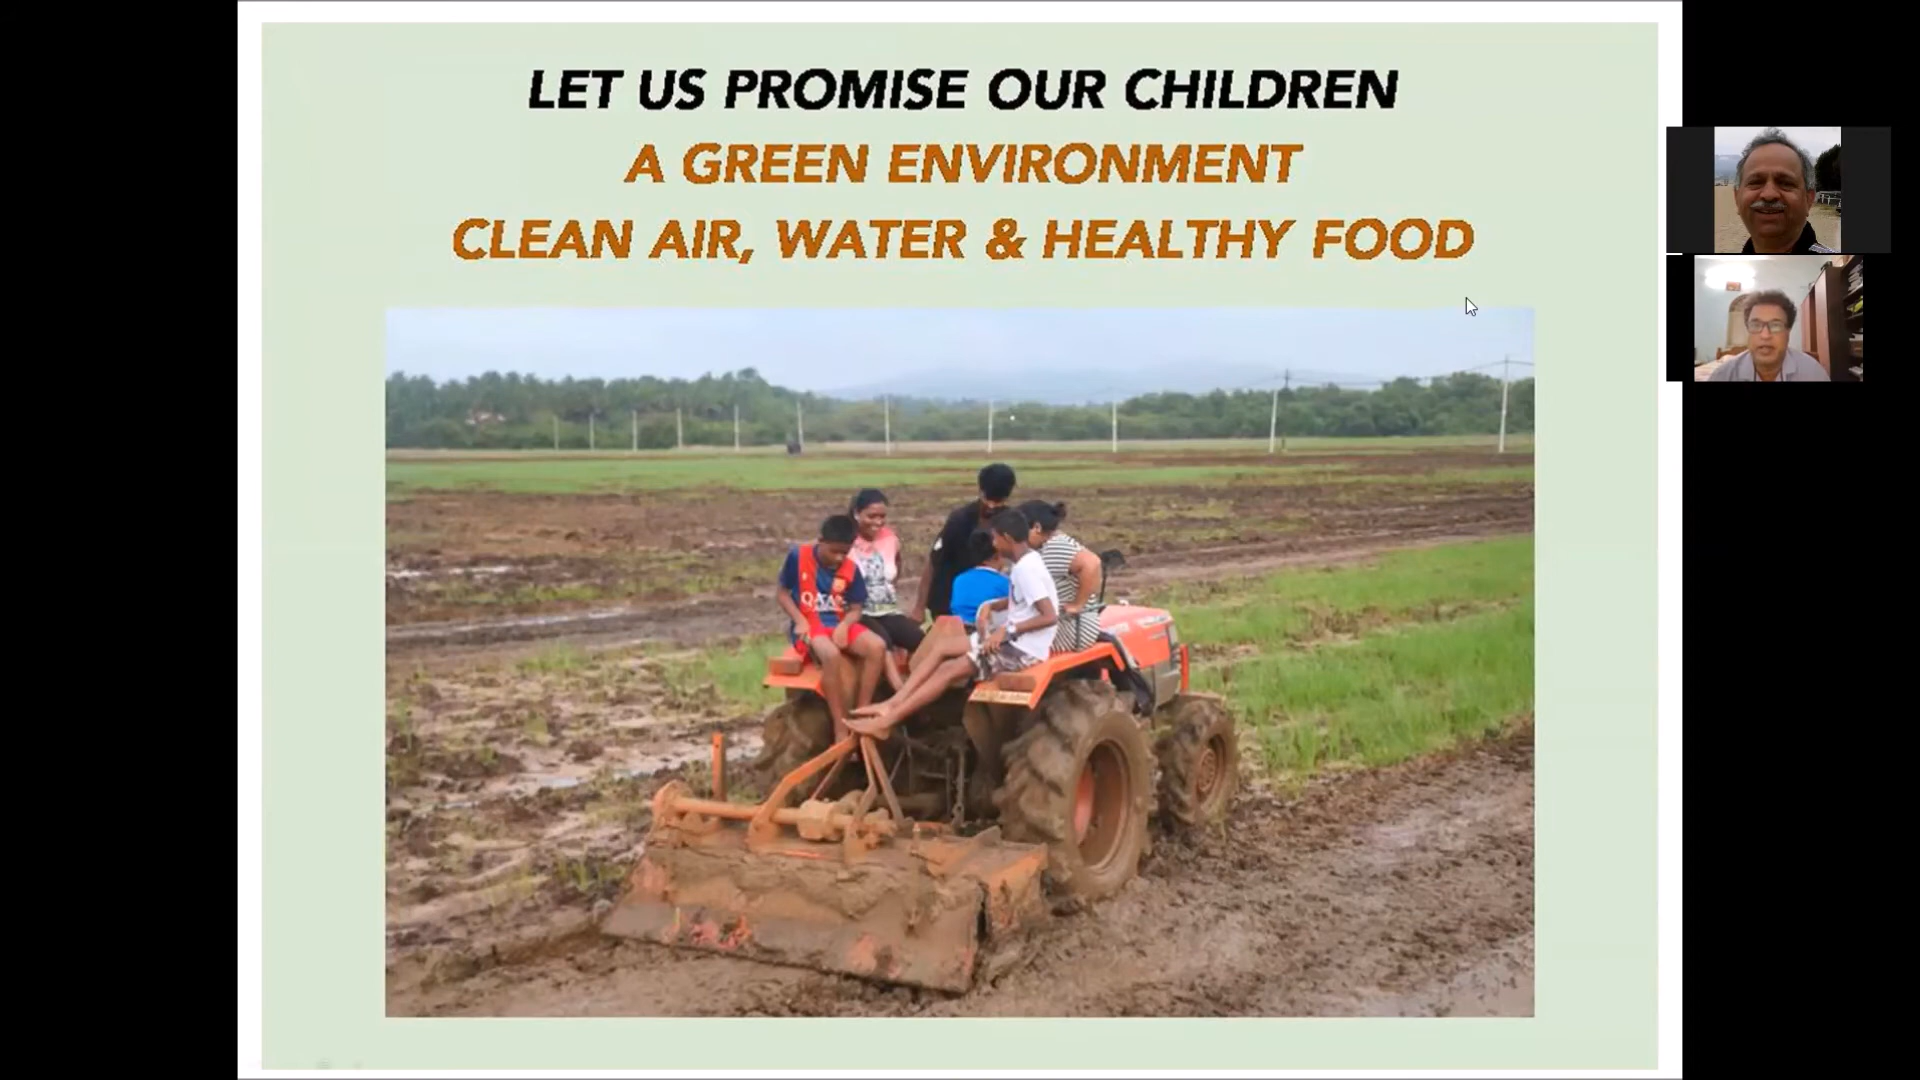 LET US PROMISE OUR CHILDREN
A GREEN ENVIRONMENT
CLEAN AIR, WATER & HEALTHY FOOD